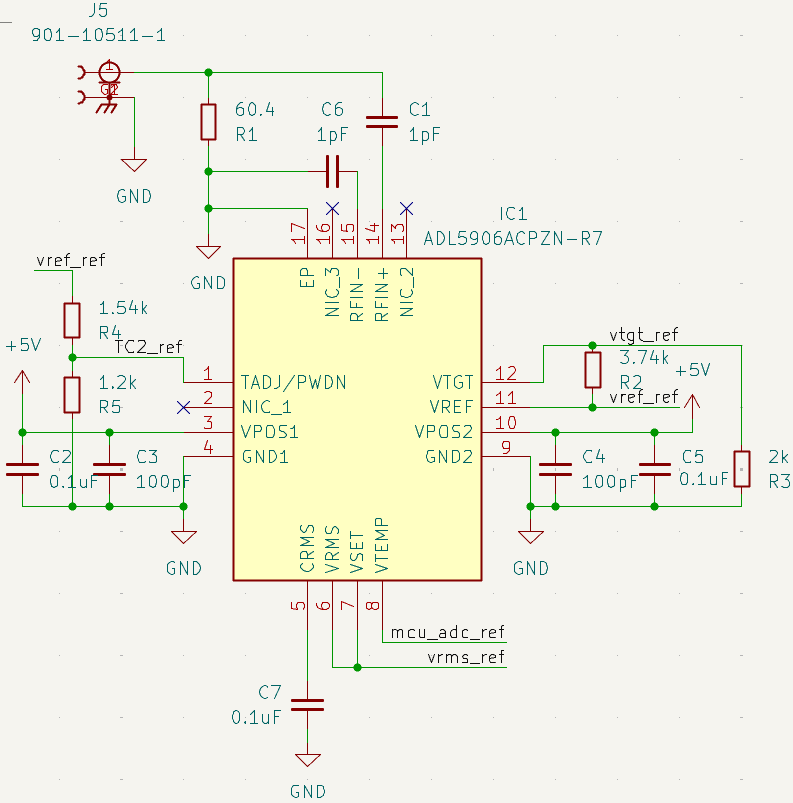 J5
901-10511-1
1
G2
60.4
R1
C6
1pF
C1
1pF
GND
GND
IC1
ADL5906ACPZN-R7
17
16
15
14
13
EP
NIC_3
RFIN-
RFIN+
NIC_2
vref_ref
1.54k
R4
TC2_ref
+5V
1.2k
R5
1
TADJ/PWDN
2
NIC_1
3
VPOS1
4
GND1
C2
0.1uF
C3
100pF
GND
VTGT
12
VREF
11
VPOS2
10
GND2
9
vtgt_ref
3.74k
R2
+5V
vref_ref
C4
100pF
C5
0.1uF
2k
R3
GND
CRMS
VRMS
VSET
VTEMP
5
6
7
8
mcu_adc_ref
vrms_ref
C7
0.1uF
GND